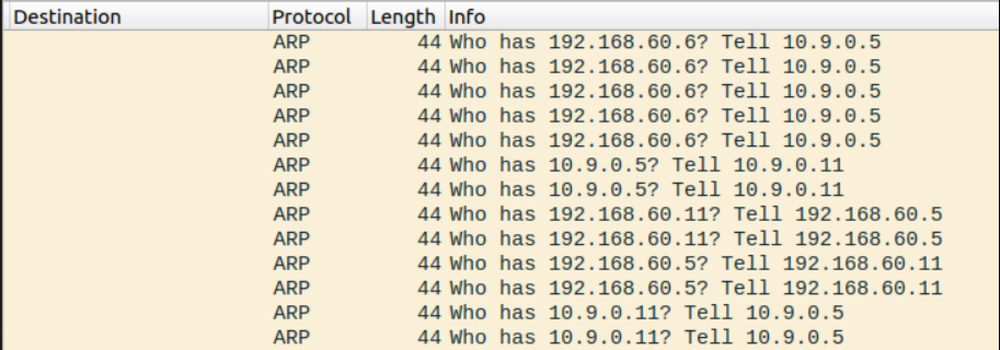 Destination Protocol Length Info
ARP 44 Who has 192.168.60.6? Tell 10.9.0.5
ARP 44 Who has 192.168.60.6? Tell 10.9.0.5
ARP 44 Who has 192.168.60.6? Tell 10.9.0.5
ARP 44 Who has 192.168.60.6? Tell 10.9.0.5
ARP 44 Who has 192.168.60.6? Tell 10.9.0.5
ARP 44 Who has 10.9.0.5? Tell 10.9.0.11
ARP 44 Who has 10.9.0.5? Tell 10.9.0.11
ARP 44 Who has 192.168.60.11? Tell 192.168.60.5
ARP 44 Who has 192.168.60.11? Tell 192.168.60.5
ARP 44 Who has 192.168.60.5? Tell 192.168.60.11
ARP 44 Who has 192.168.60.5? Tell 192.168.60.11
ARP 44 Who has 10.9.0.11? Tell 10.9.0.5
ARP 44 Who has 10.9.0.11? Tell 10.9.0.5